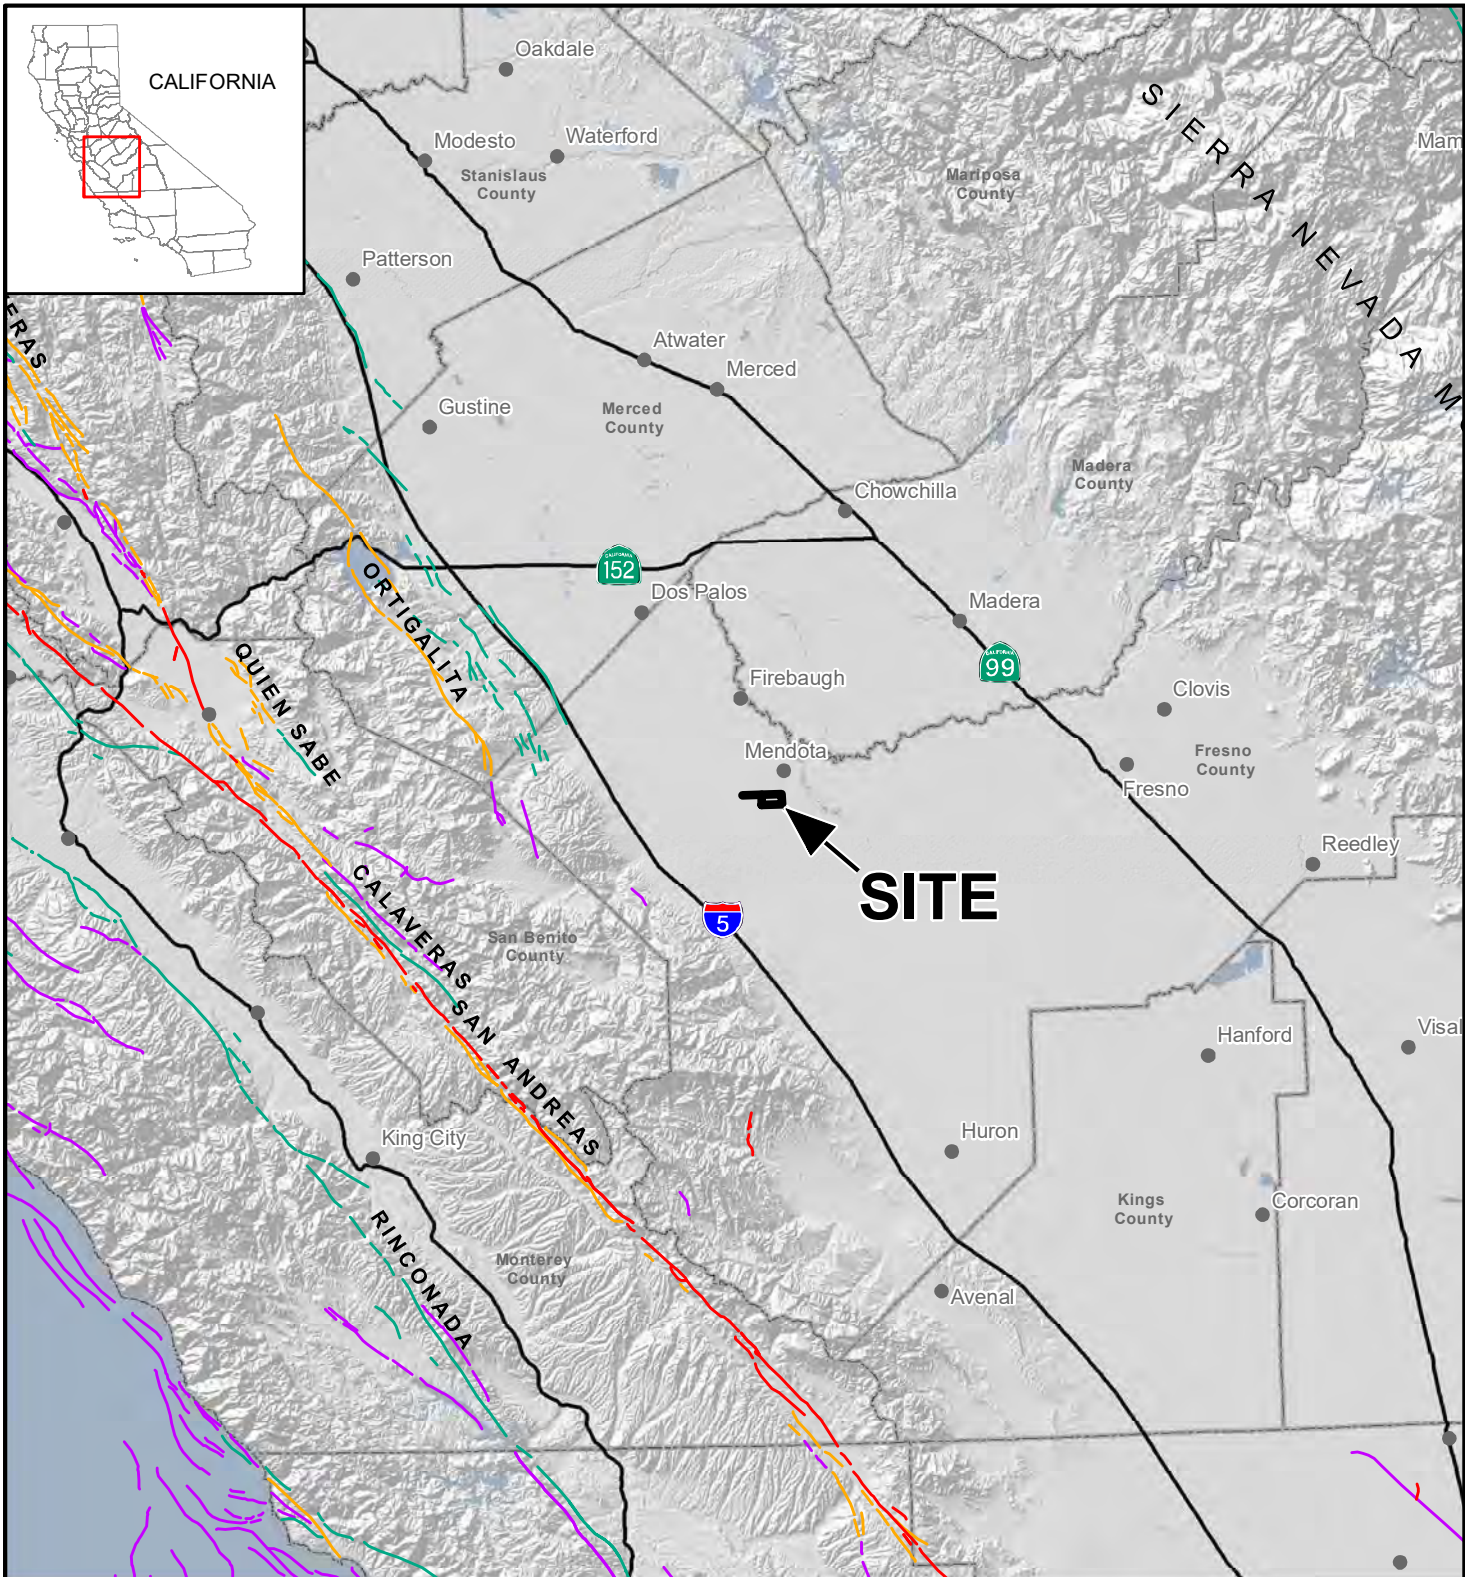 CALIFORNIA
Oakdale
Modesto
Waterford
Stanislaus
County
Mariposa
County
SIERRA NEVADA M
Mam
Patterson
ERAS
Atwater
Merced
Gustine
Merced
County
Madera
County
Chowchilla
CALIFORNIA
152
ORTIGALITA
Dos Palos
Madera
CALIFORNIA
99
QUIEN SABE
Firebaugh
Clovis
Mendota
Fresno
County
Fresno
SITE
Reedley
CALAVERAS
5
San Benito
County
SAN ANDREAS
Hanford
Visal
King City
Huron
RINCONADA
Kings
County
Corcoran
Monterey
County
Avenal